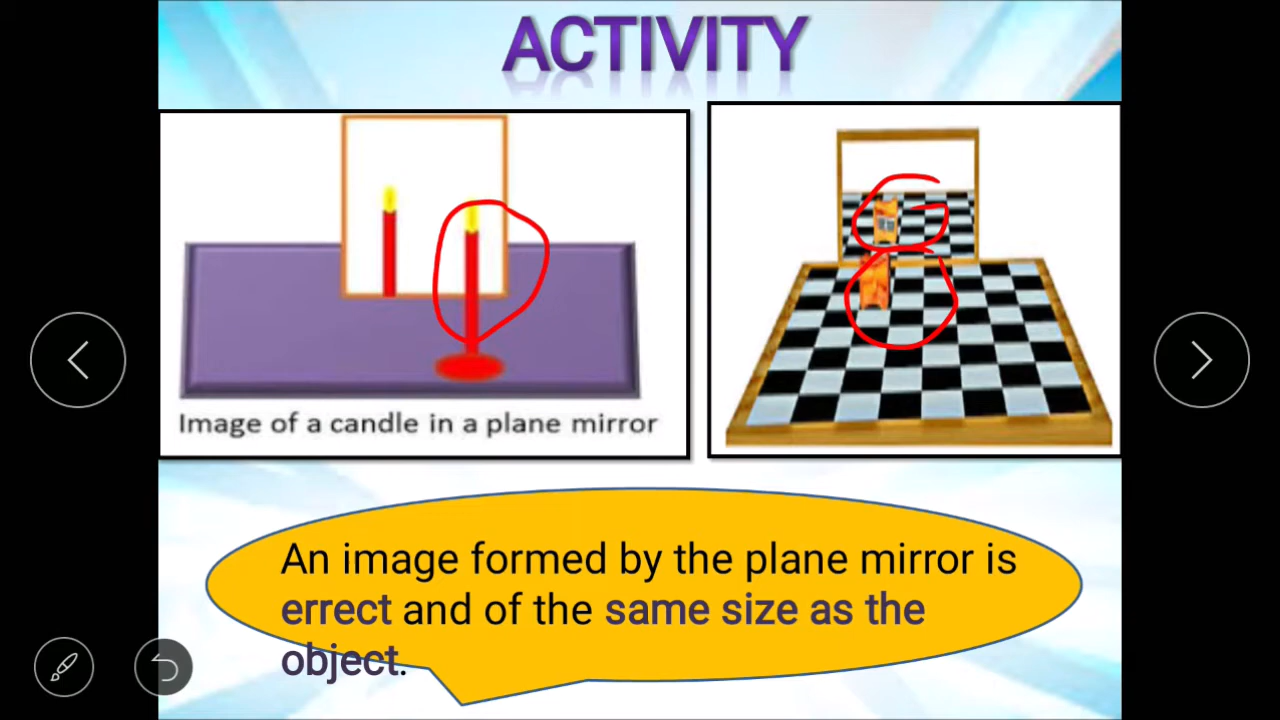 ACTIVITY
Image of a candle in a plane mirror
An image formed by the plane mirror is
errect and of the same size as the
object.